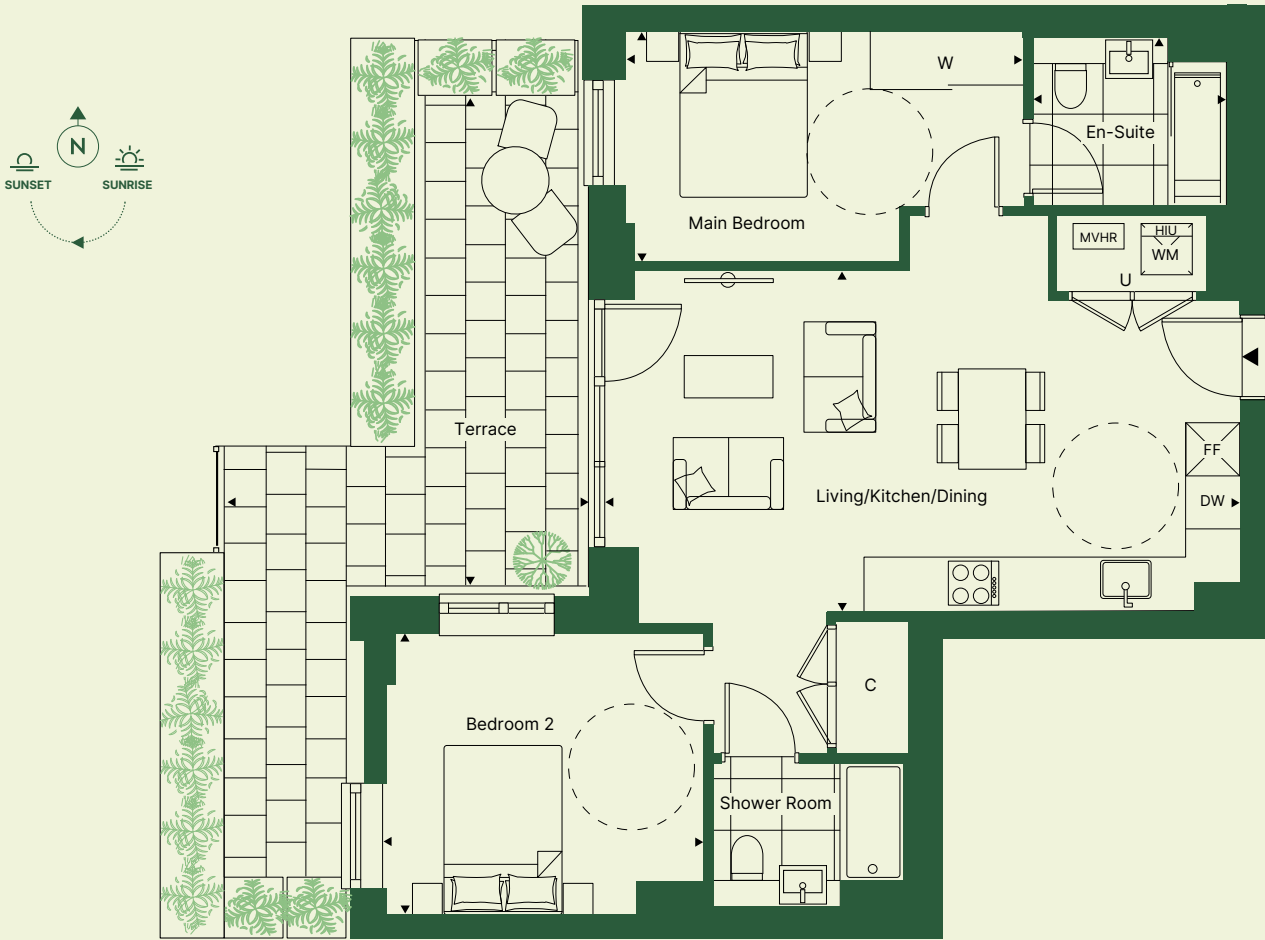 N
SUNSET
SUNRISE
W
En-Suite
Main Bedroom
MVHR
HIU
WM
U
Terrace
FF
Living/Kitchen/Dining
DW
C
Bedroom 2
Shower Room